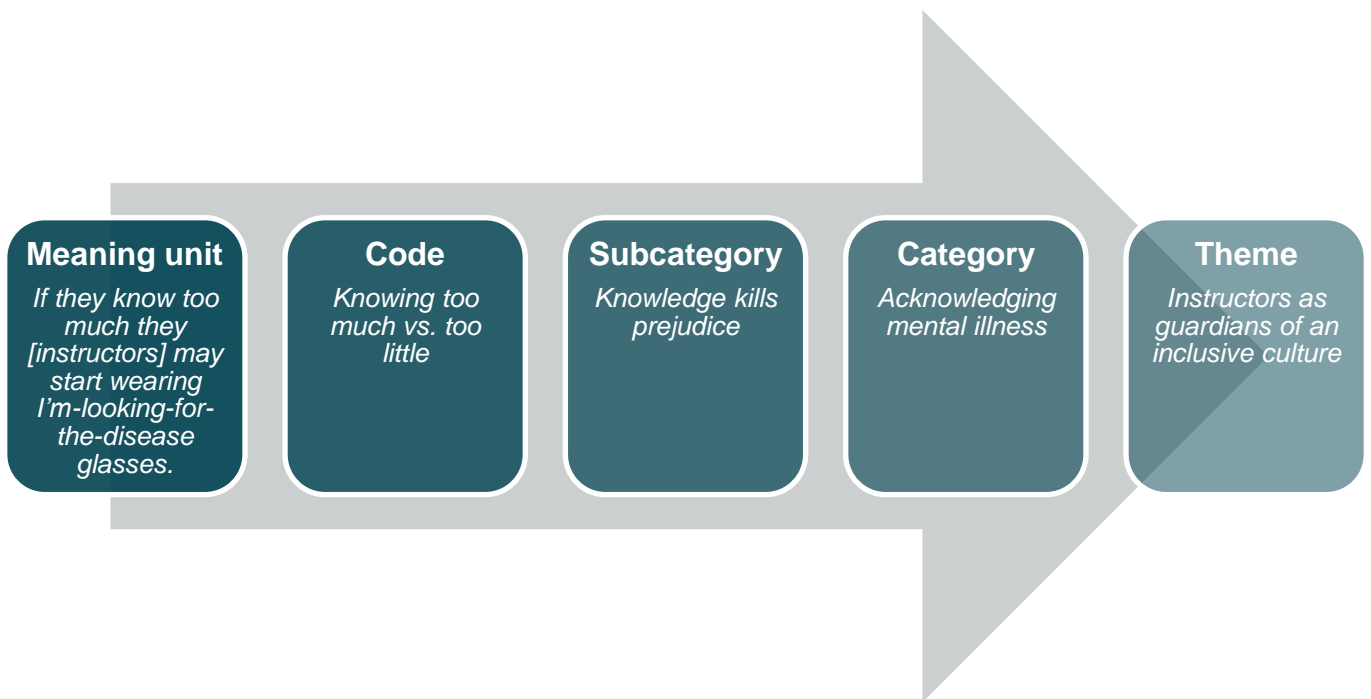 Meaning unit
If they know too
much they
[instructors] may
start wearing
I’m-looking-for-
the-disease
glasses.
Code
Knowing too
much vs. too
little
Subcategory
Knowledge kills
prejudice
Category
Acknowledging
mental illness
Theme
Instructors as
guardians of an
inclusive culture